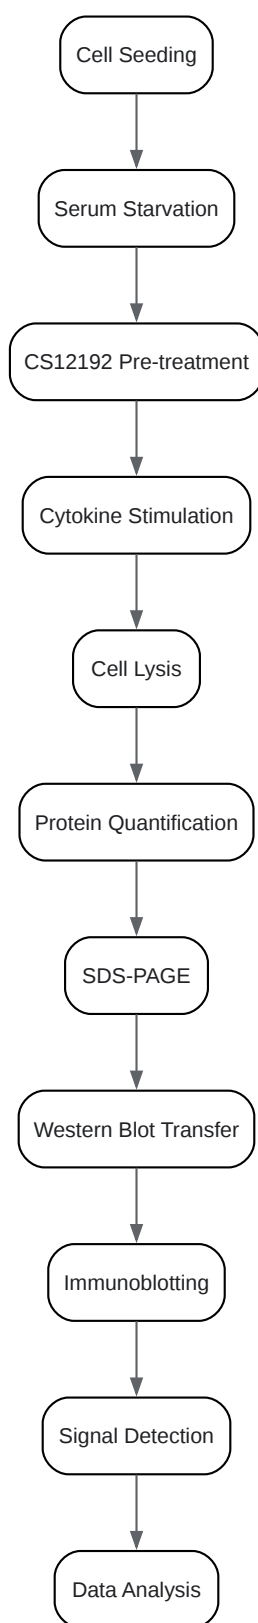 Cell Seeding
Serum Starvation
CS12192 Pre-treatment
Cytokine Stimulation
Cell Lysis
Protein Quantification
SDS-PAGE
Western Blot Transfer
Immunoblotting
Signal Detection
Data Analysis